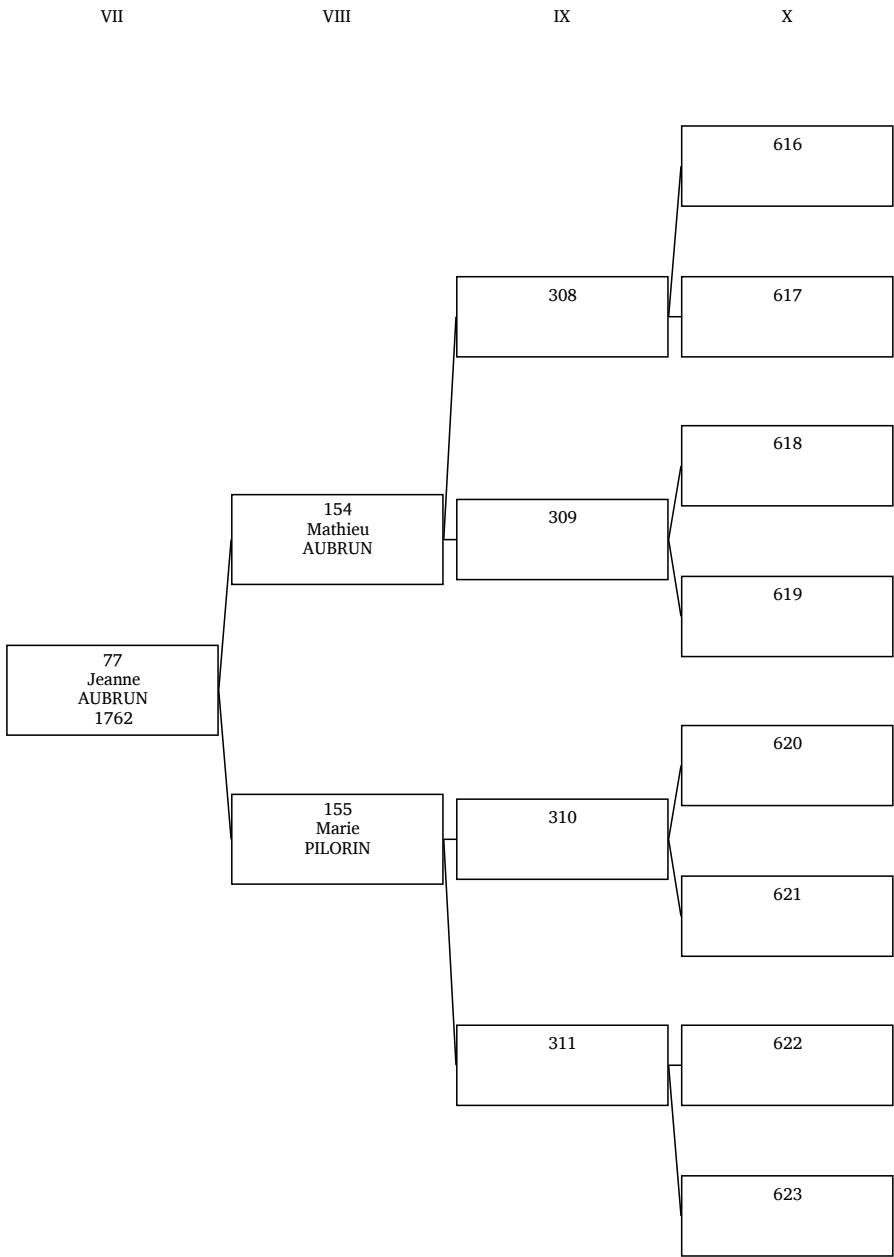 VII VIII IX X
616
308 617
618
154
Mathieu
AUBRUN
309
619
77
Jeanne
AUBRUN
1762
620
155
Marie
PILORIN
310
621
311 622
623